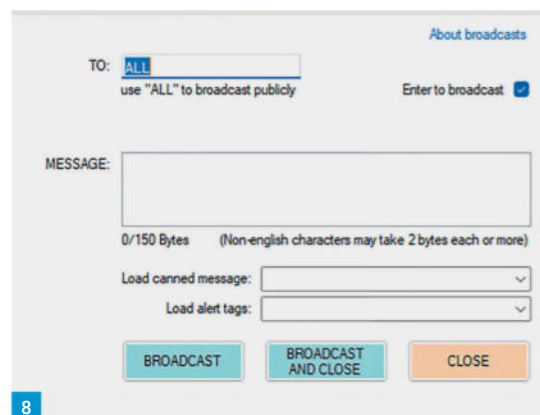 About broadcasts
TO: ALL
use "ALL" to broadcast publicly
Enter to broadcast
MESSAGE:
0/150 Bytes (Non-english characters may take 2 bytes each or more)
Load canned message:
Load alert tags:
BROADCAST
BROADCAST
AND CLOSE
CLOSE
8